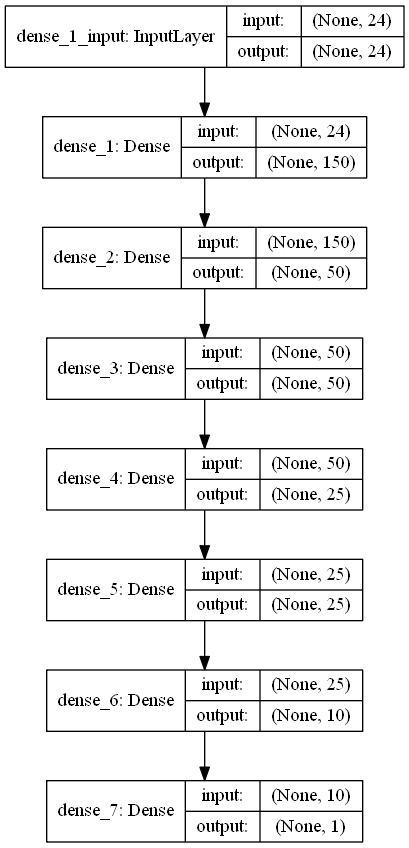 dense_1_input: InputLayer
input: (None, 24)
output: (None, 24)
dense_1: Dense
input: (None, 24)
output: (None, 150)
dense_2: Dense
input: (None, 150)
output: (None, 50)
dense_3: Dense
input: (None, 50)
output: (None, 50)
dense_4: Dense
input: (None, 50)
output: (None, 25)
dense_5: Dense
input: (None, 25)
output: (None, 25)
dense_6: Dense
input: (None, 25)
output: (None, 10)
dense_7: Dense
input: (None, 10)
output: (None, 1)